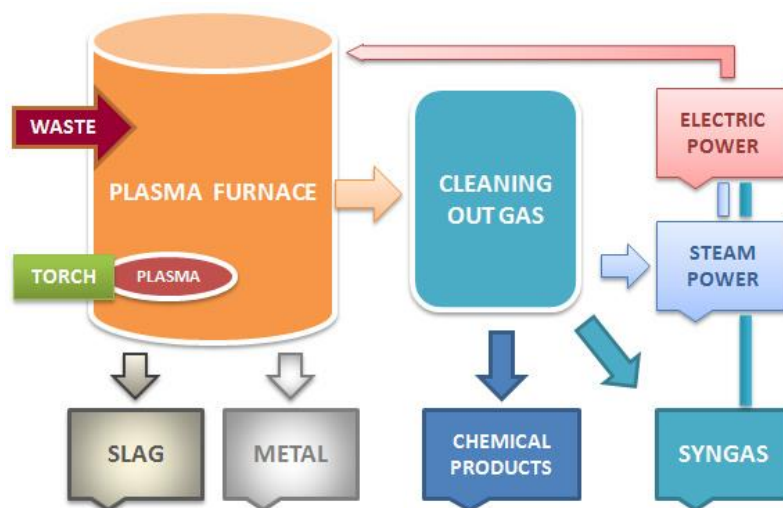 WASTE
PLASMA FURNACE
TORCH
PLASMA
CLEANING
OUT GAS
ELECTRIC
POWER
STEAM
POWER
SLAG
METAL
CHEMICAL
PRODUCTS
SYNGAS